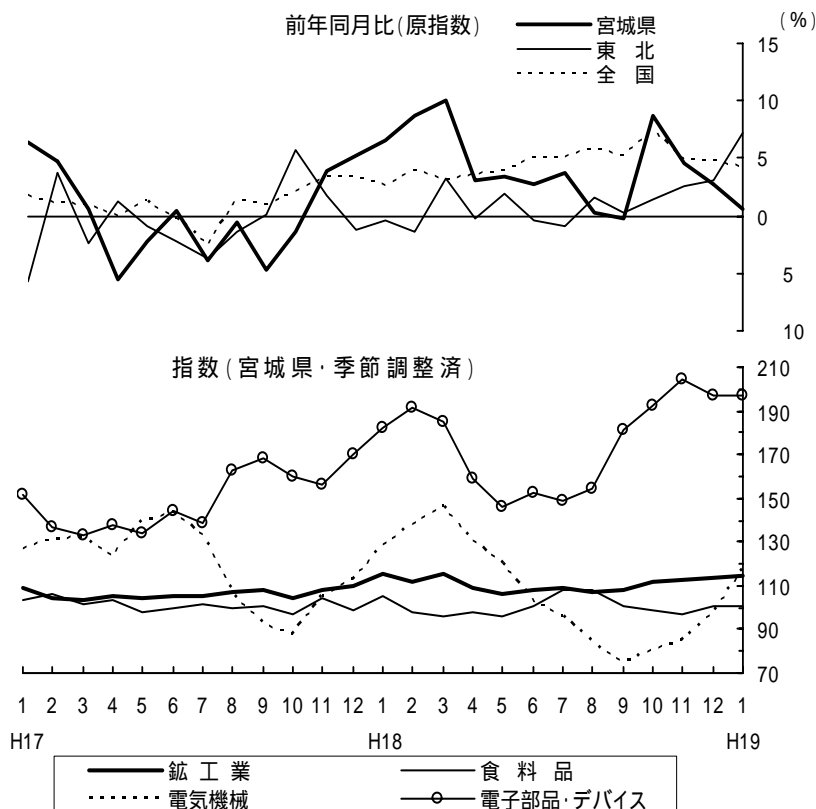 前年同月比(原指数)
(%)
宮城県
東 北
全 国
15
10
5
0
5
10
指数(宮城県・季節調整済)
210
190
170
150
130
110
90
70
1 2 3 4 5 6 7 8 9 10 11 12 1 2 3 4 5 6 7 8 9 10 11 12 1
H17 H18 H19
鉱工業 食料品
電気機械 電子部品・デバイス